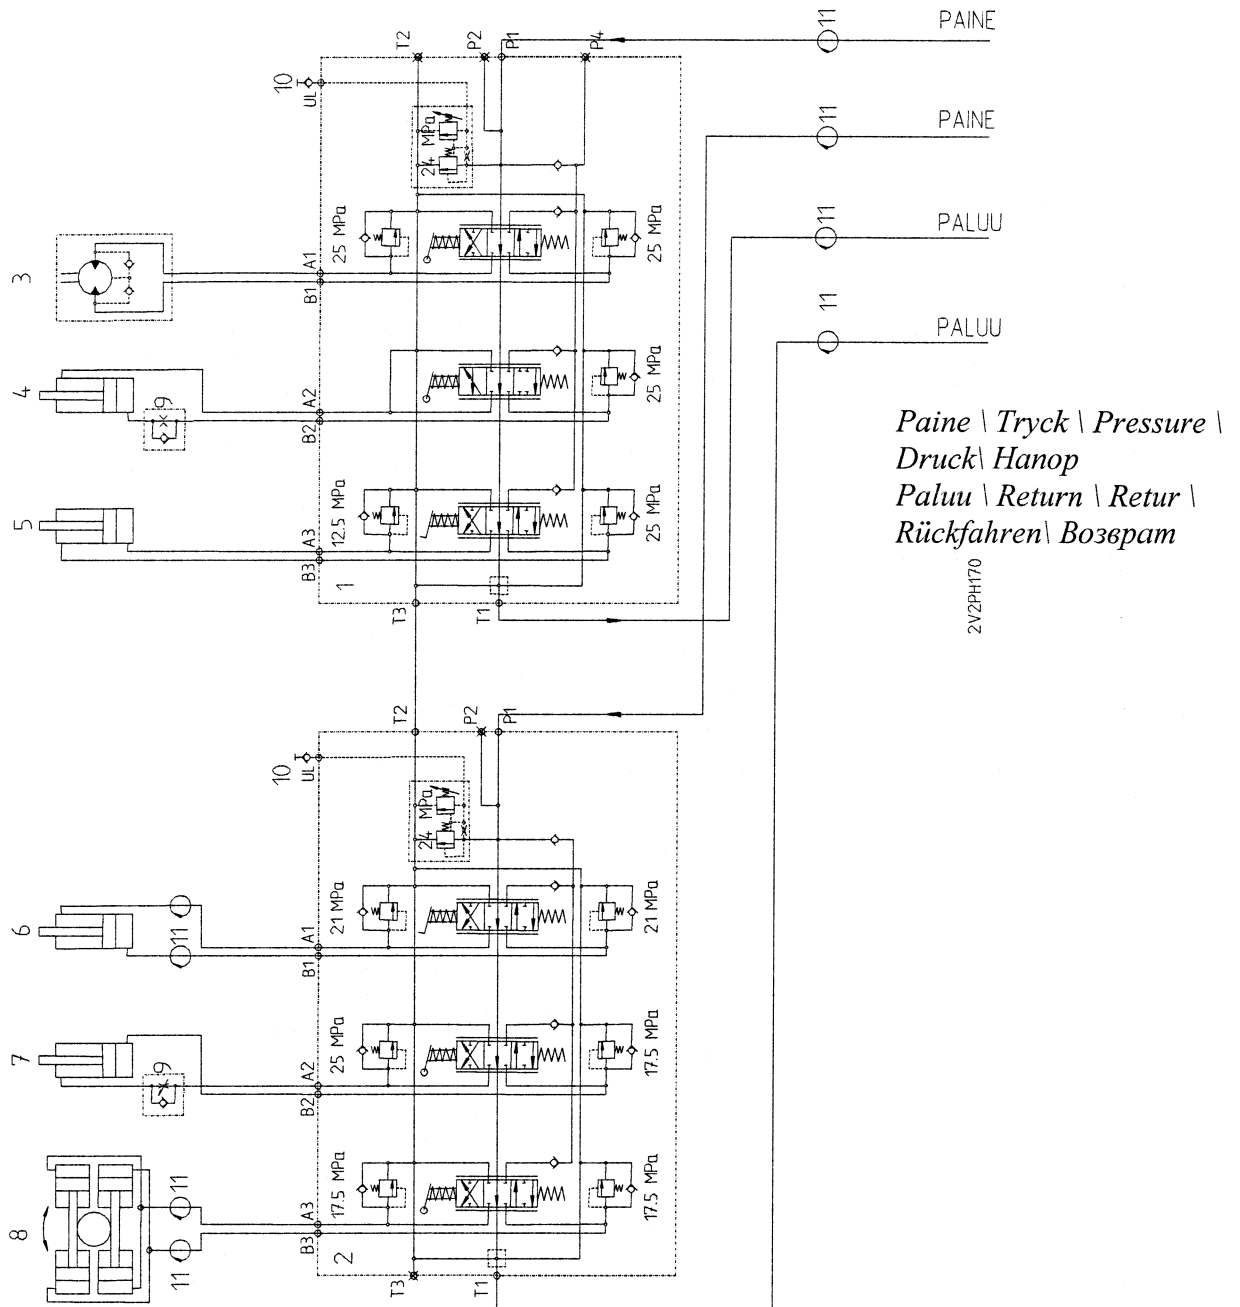 11
PAINE
11
PAINE
11
PALUU
11
PALUU
Paine \ Tryck \ Pressure \
Druck\ Напор
Paluu \ Return \ Retur \
Rückfahren\ Возврат
2V2PH170
3
4
9
5
10
UL
T2
P2
P1
P4
24 MPa
A1
B1
25 MPa
25 MPa
A2
B2
25 MPa
A3
B3
12.5 MPa
25 MPa
1
T3
T1
6
11
7
9
8
11
11
10
UL
T2
P2
P1
24 MPa
A1
B1
21 MPa
21 MPa
A2
B2
25 MPa
17.5 MPa
A3
B3
17.5 MPa
17.5 MPa
2
T3
T1